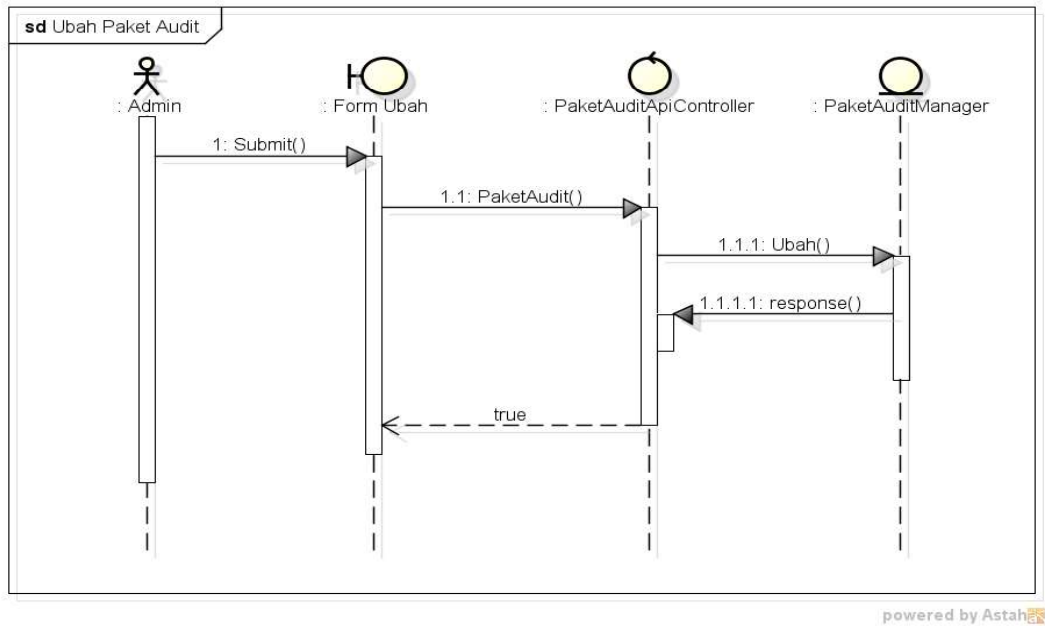 sd Ubah Paket Audit
: Admin
: Form Ubah
: PaketAuditApiController
: PaketAuditManager
1: Submit()
1.1: PaketAudit()
1.1.1: Ubah()
1.1.1.1: response()
true
powered by Astah